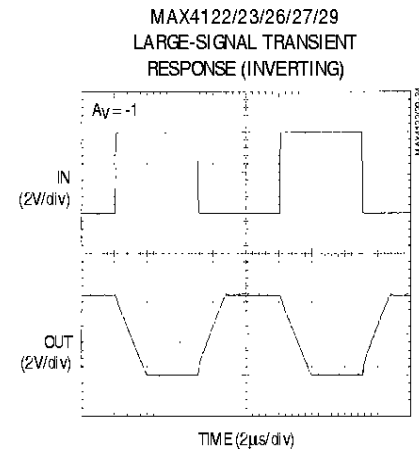 MAX4122/23/26/27/29
LARGE-SIGNAL TRANSIENT
RESPONSE (INVERTING)
AV = -1
IN
(2V/div)
OUT
(2V/div)
TIME (2µs/div)